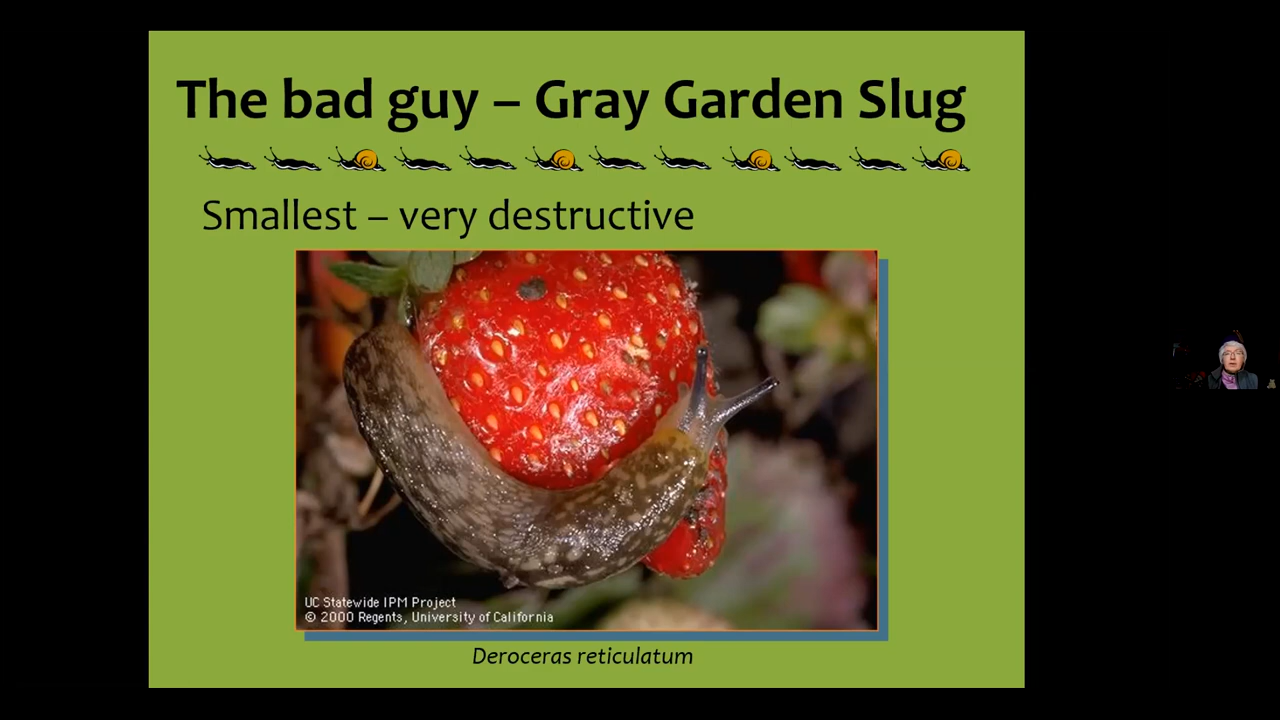 The bad guy – Gray Garden Slug
Smallest – very destructive
UC Statewide IPM Project
© 2000 Regents, University of California
Deroceras reticulatum